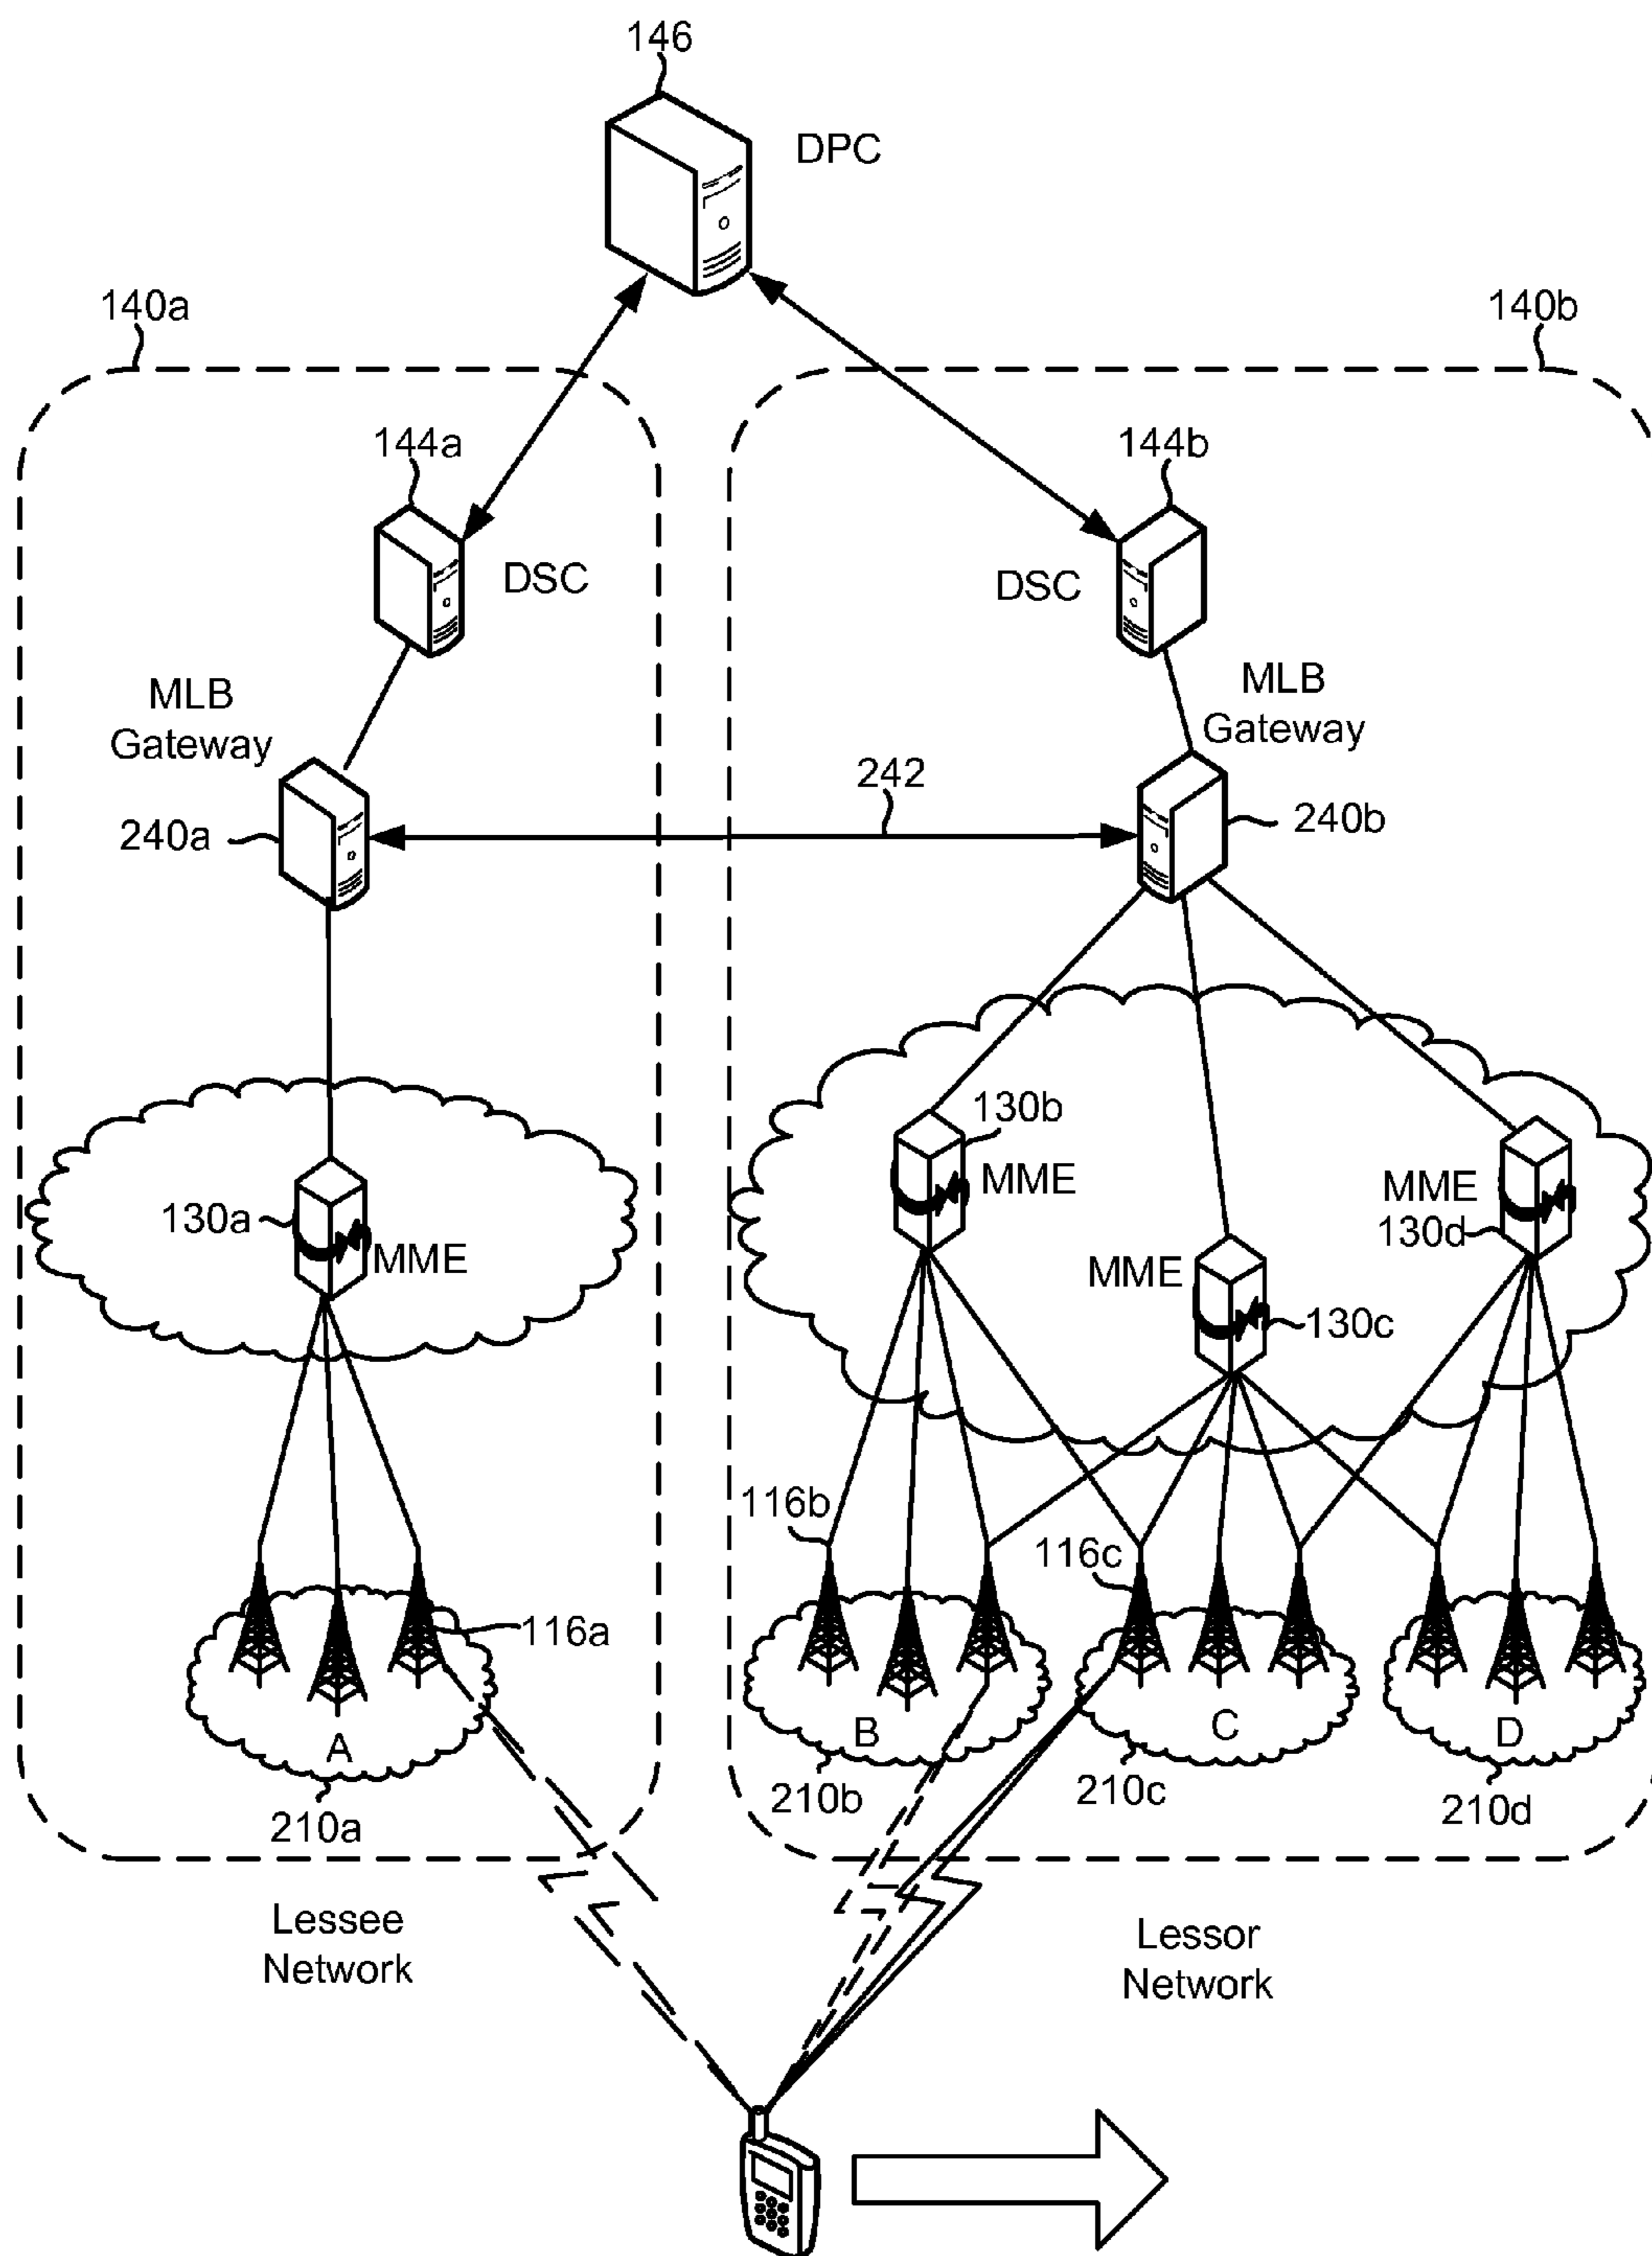 146
DPC
140a
140b
144a
144b
DSC
DSC
MLB
Gateway
MLB
Gateway
242
240a
240b
130b
MME
130a
MME
MME
130d
MME
130c
116b
116c
116a
A
B
C
D
210a
210b
210c
210d
Lessee
Network
Lessor
Network